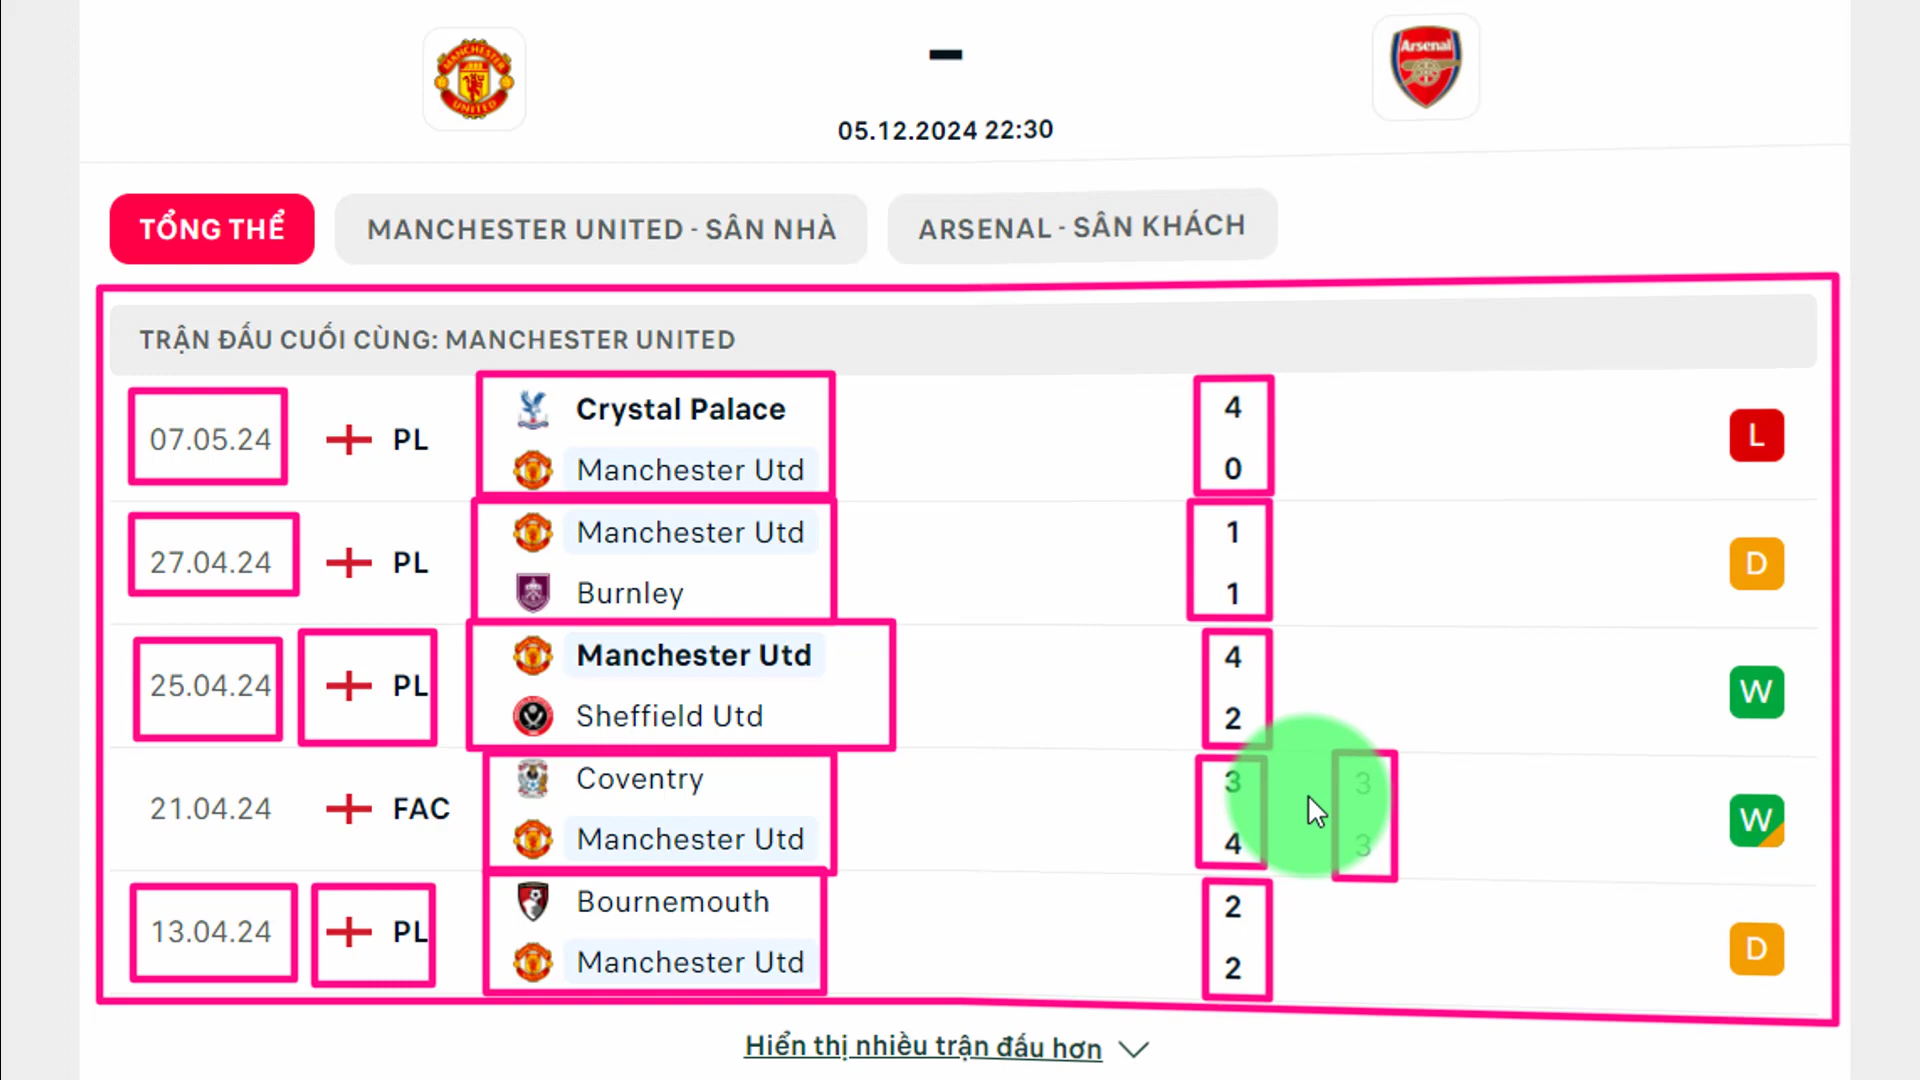 MANCHESTER
UNITED
Arsenal
05.12.2024 22:30
TỔNG THỂ
MANCHESTER UNITED - SÂN NHÀ
ARSENAL - SÂN KHÁCH
TRẬN ĐẤU CUỐI CÙNG: MANCHESTER UNITED
07.05.24 PL Crystal Palace 4 L
Manchester Utd 0
27.04.24 PL Manchester Utd 1 D
Burnley 1
25.04.24 PL Manchester Utd 4 W
Sheffield Utd 2
21.04.24 FAC Coventry 3 3 W
Manchester Utd 4 3
13.04.24 PL Bournemouth 2 D
Manchester Utd 2
Hiển thị nhiều trận đấu hơn